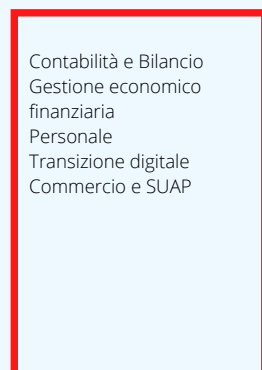 Contabilità e Bilancio
Gestione economico
finanziaria
Personale
Transizione digitale
Commercio e SUAP